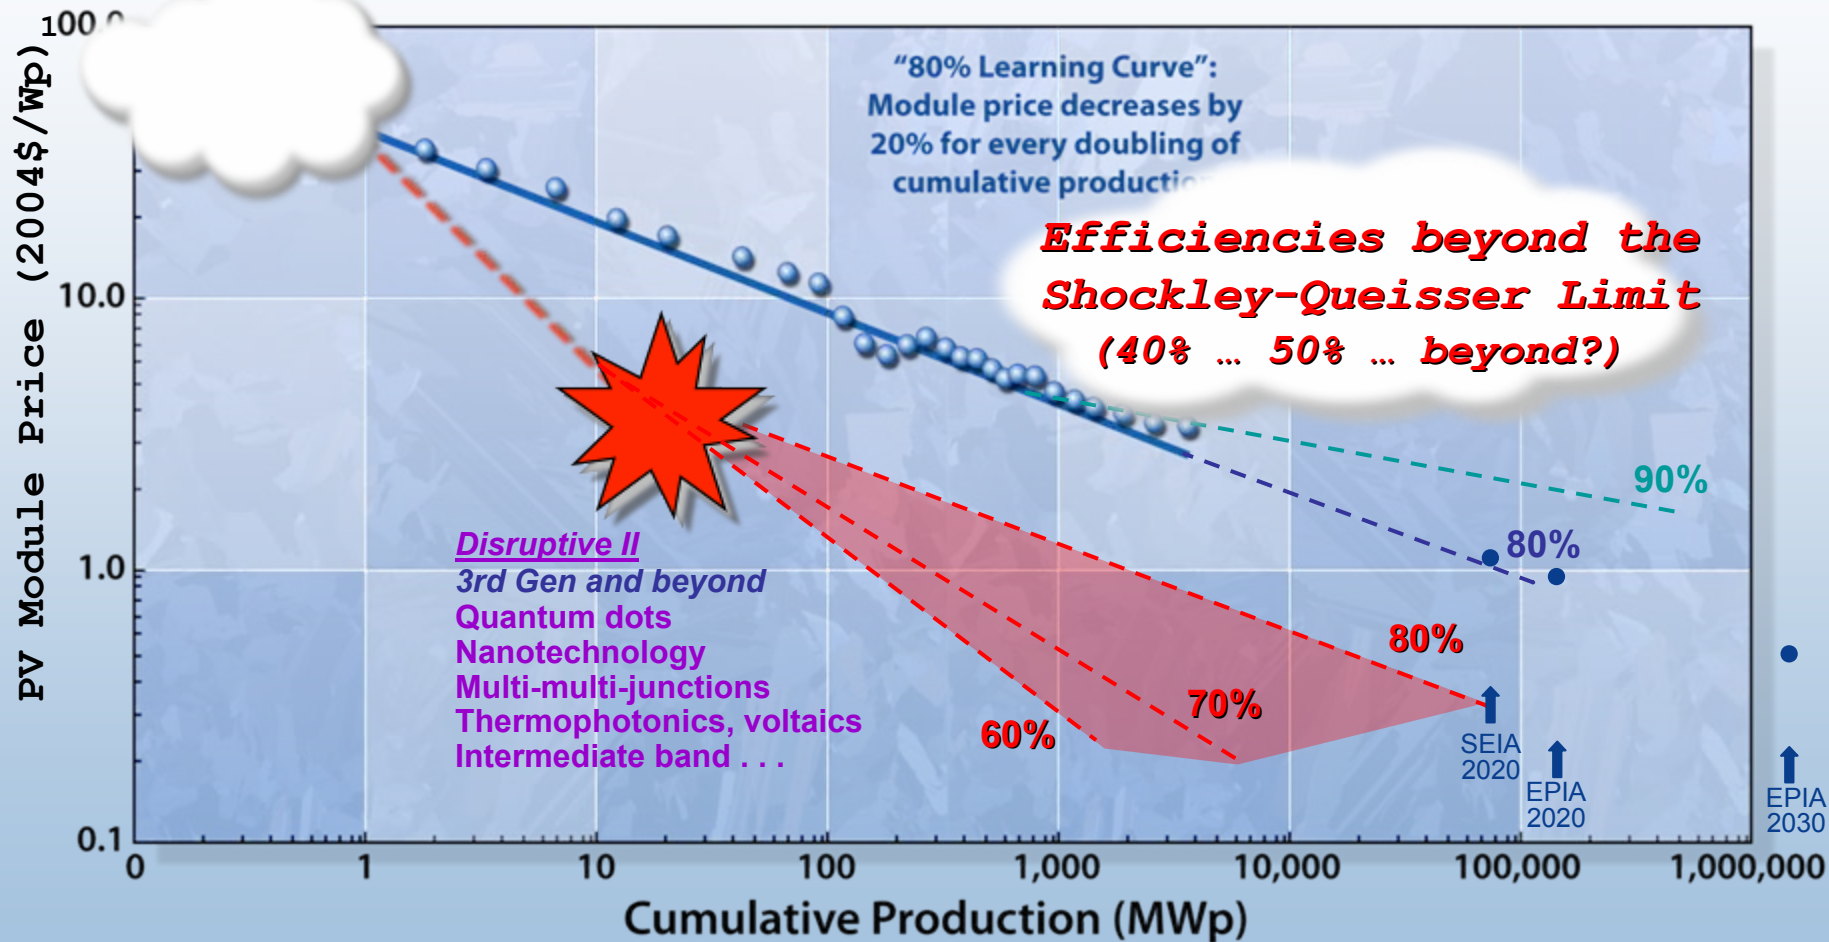 PV Module Price (2004$/Wp)
100.0
10.0
1.0
0.1
"80% Learning Curve":
Module price decreases by
20% for every doubling of
cumulative
Efficiencies beyond the
Shockley-Queisser Limit
(40% … 50% … beyond?)
90%
80%
80%
70%
60%
Disruptive II
3rd Gen and beyond
Quantum dots
Nanotechnology
Multi-multi-junctions
Thermophotonics, voltaics
Intermediate band . . .
SEIA
2020
EPIA
2020
EPIA
2030
0 1 10 100 1,000 10,000 100,000 1,000,000
Cumulative Production (MWp)